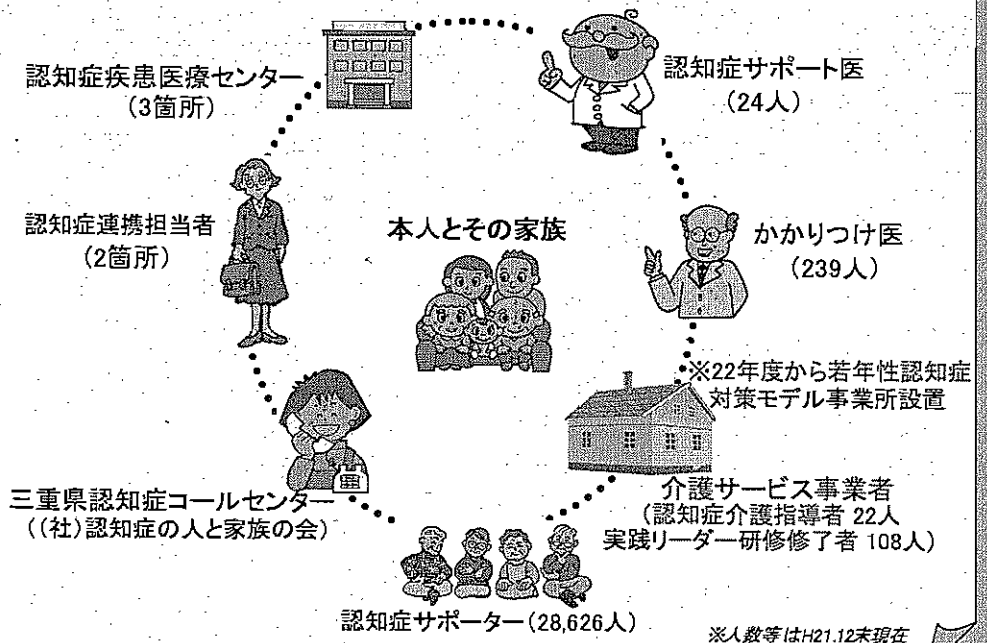 認知症疾患医療センター
(3箇所)
認知症サポート医
(24人)
認知症連携担当者
(2箇所)
本人とその家族
かかりつけ医
(239人)
※22年度から若年性認知症
対策モデル事業所設置
三重県認知症コールセンター
((社)認知症の人と家族の会)
介護サービス事業者
(認知症介護指導者 22人
実践リーダー研修修了者 108人)
認知症サポーター(28,626人)
※人数等はH21.12末現在